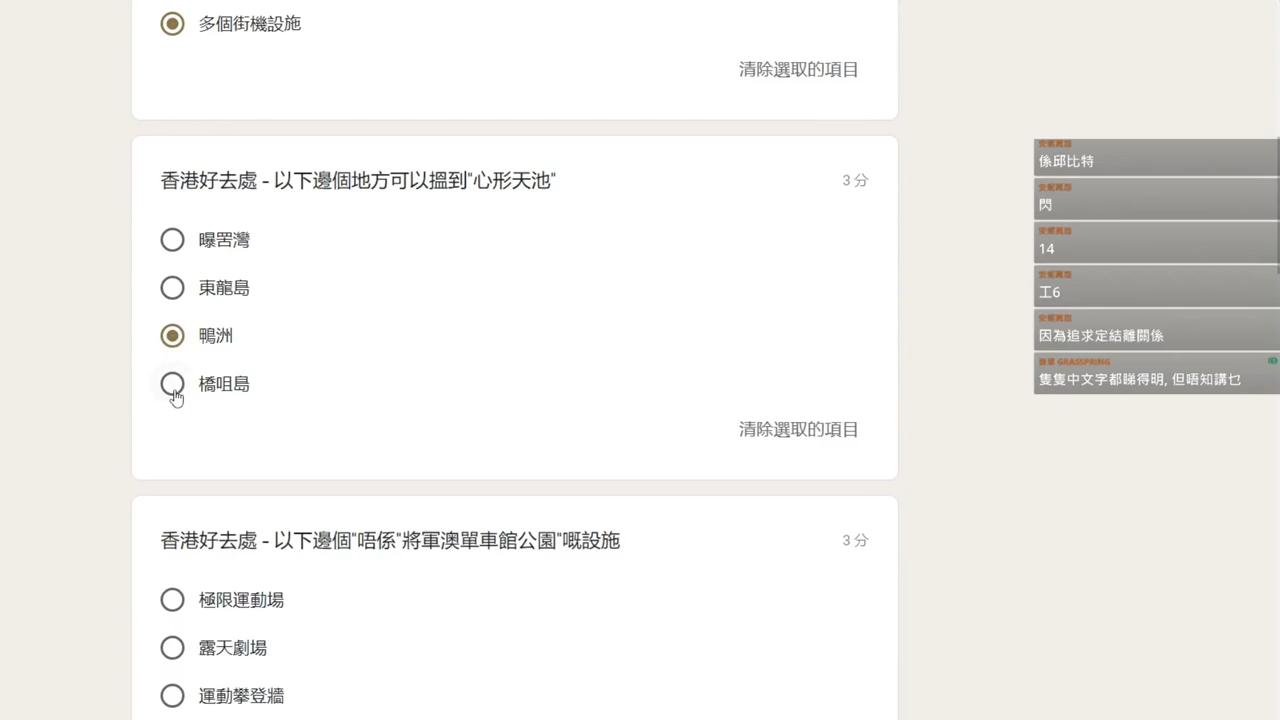 多個街機設施
清除選取的項目
香港好去處 - 以下邊個地方可以搵到"心形天池"
3 分
曝罟灣
東龍島
鴨洲
橋咀島
清除選取的項目
香港好去處 - 以下邊個"唔係"將軍澳單車館公園"嘅設施
3 分
極限運動場
露天劇場
運動攀登牆
係邱比特
閃
14
工6
因為追求定結離關係
GRASSPRING
隻隻中文字都睇得明, 但唔知講乜